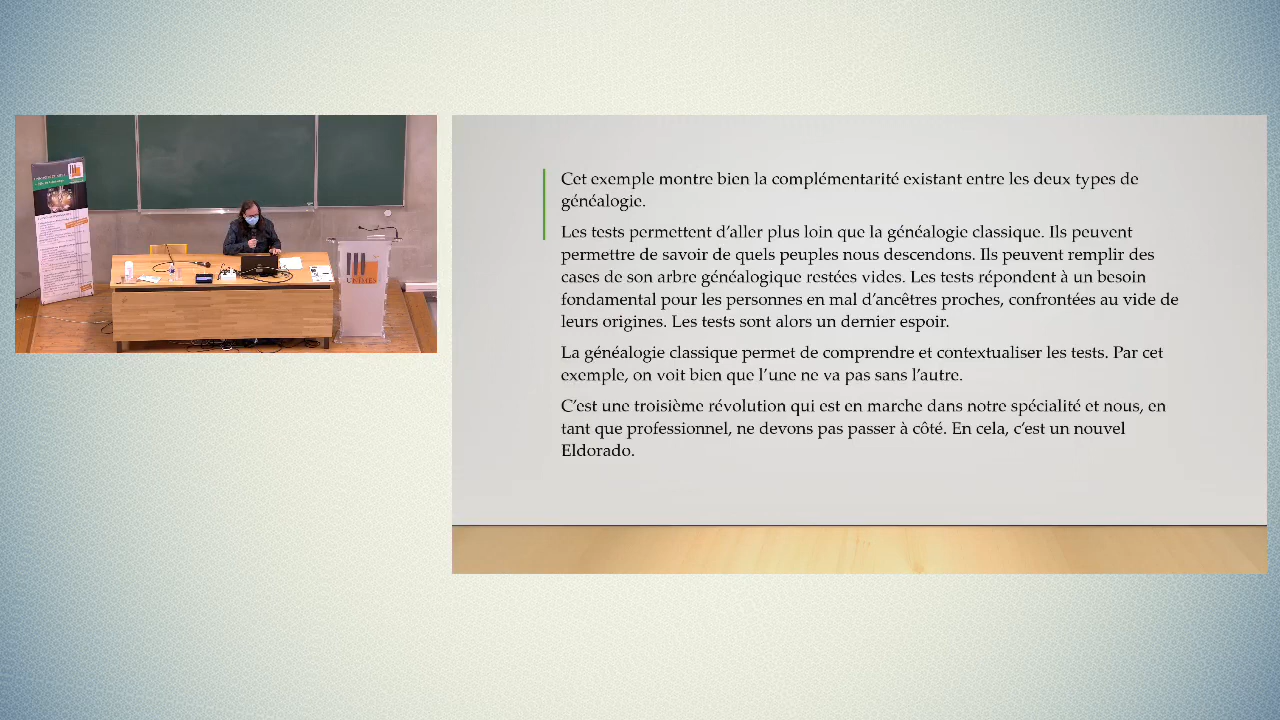 Cet exemple montre bien la complémentarité existant entre les deux types de
généalogie.
Les tests permettent d’aller plus loin que la généalogie classique. Ils peuvent
permettre de savoir de quels peuples nous descendons. Ils peuvent remplir des
cases de son arbre généalogique restées vides. Les tests répondent à un besoin
fondamental pour les personnes en mal d’ancêtres proches, confrontées au vide de
leurs origines. Les tests sont alors un dernier espoir.
La généalogie classique permet de comprendre et contextualiser les tests. Par cet
exemple, on voit bien que l’une ne va pas sans l’autre.
C’est une troisième révolution qui est en marche dans notre spécialité et nous, en
tant que professionnel, ne devons pas passer à côté. En cela, c’est un nouvel
Eldorado.